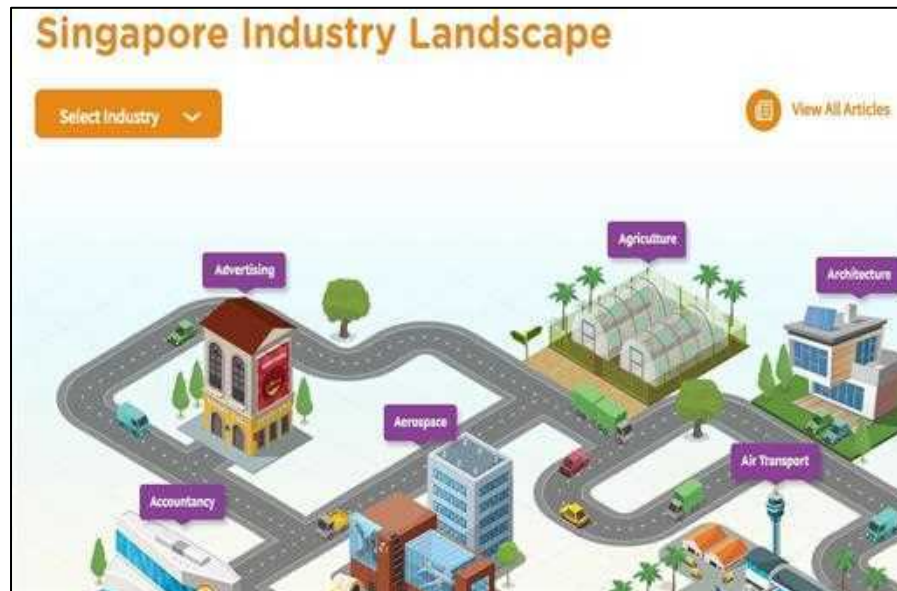 Singapore Industry Landscape
Select Industry
View All Articles
Agriculture
Advertising
Architecture
Aerospace
Air Transport
Accountancy